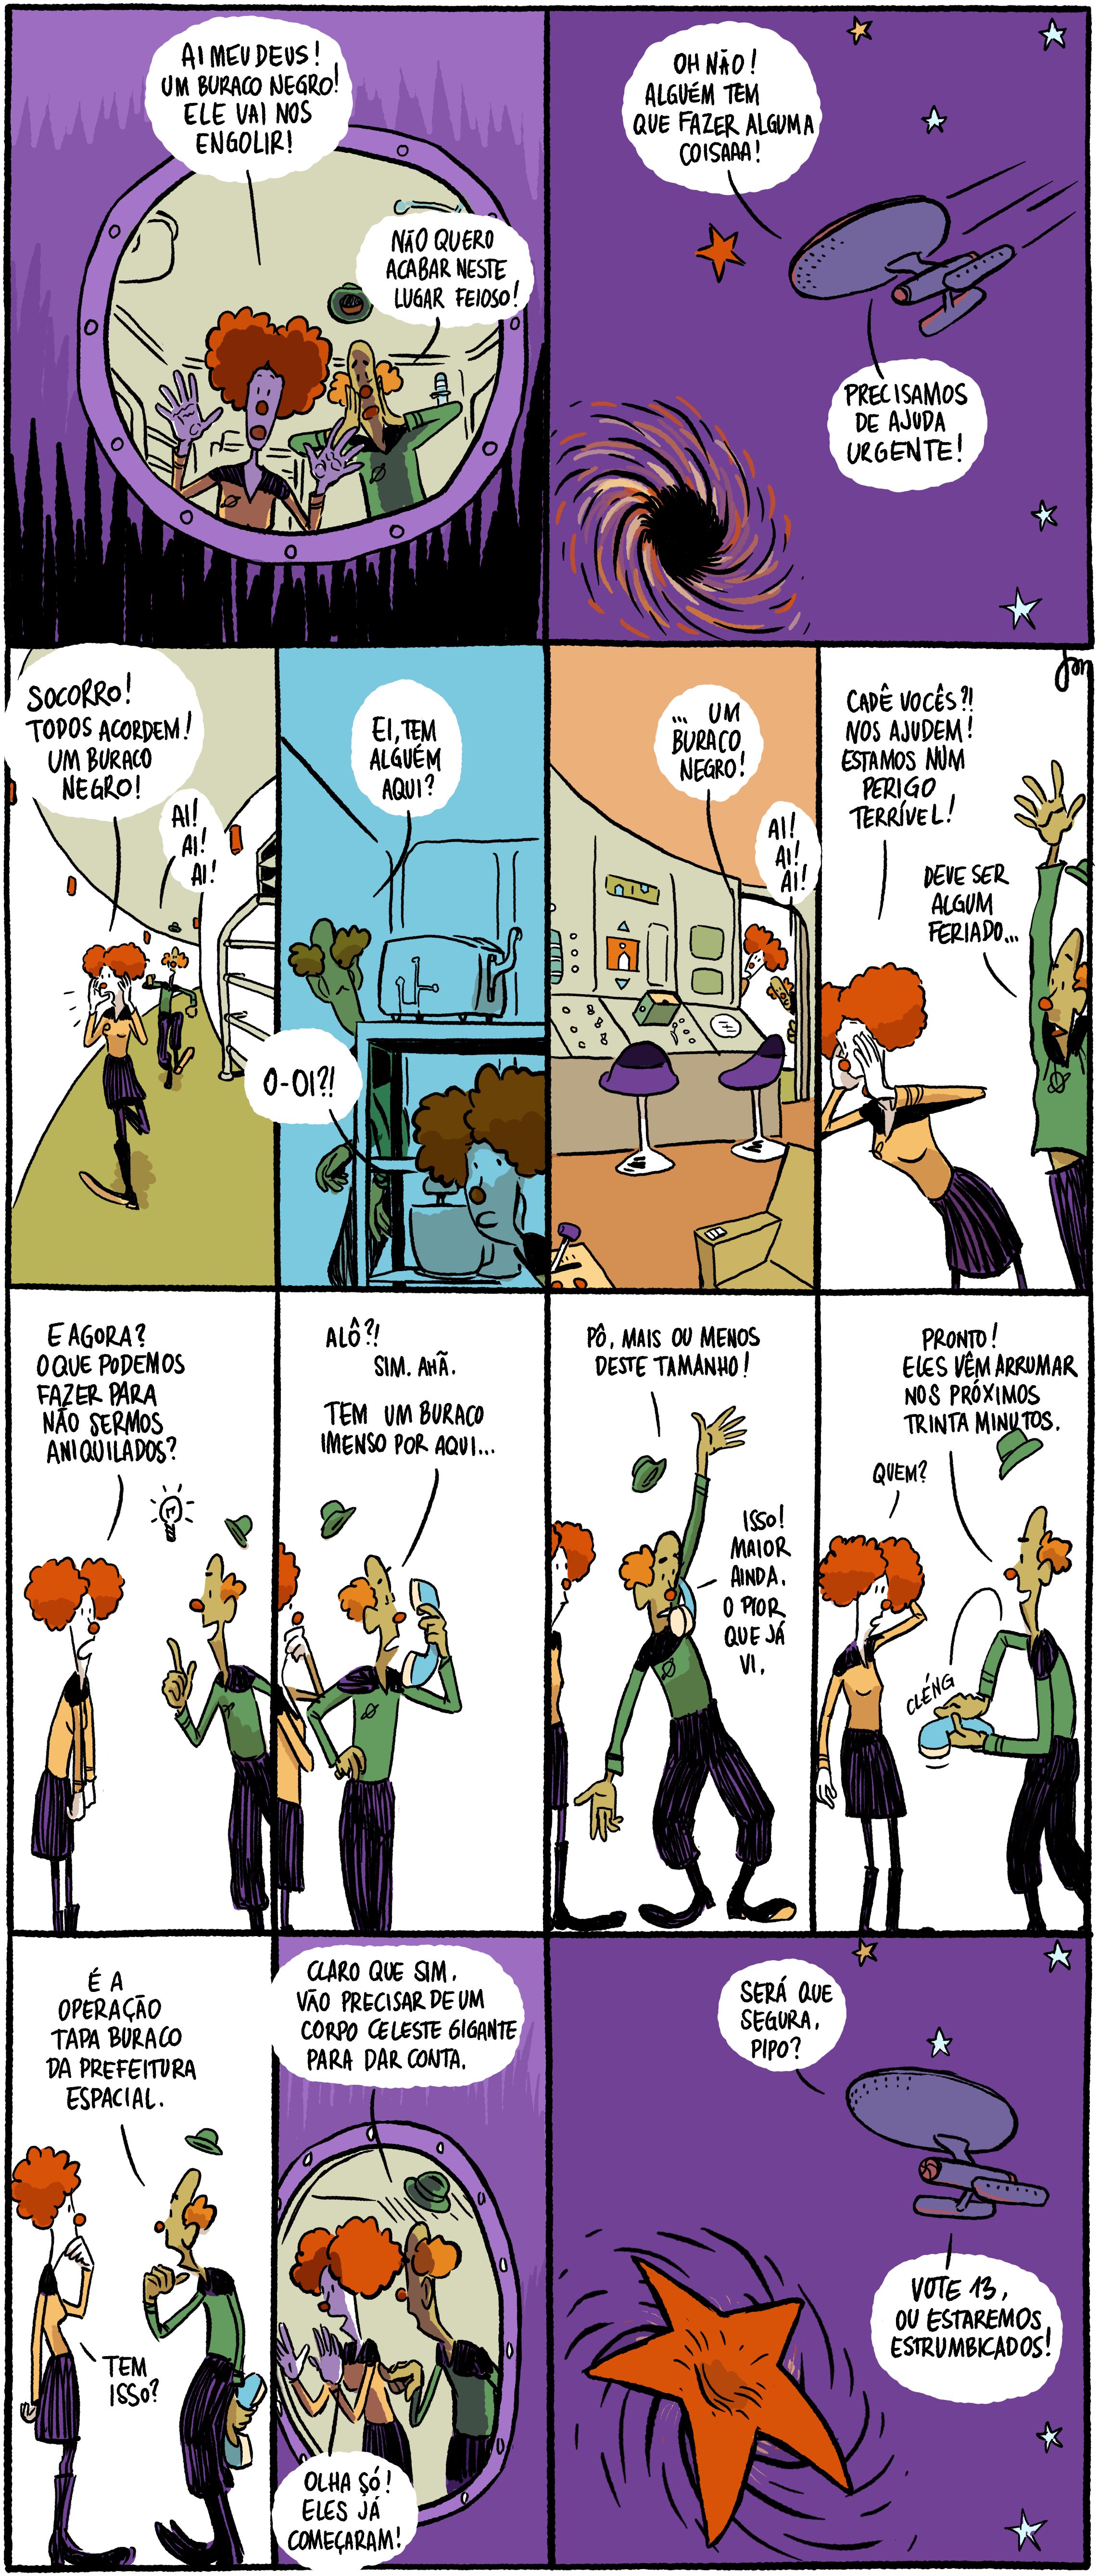 AI MEU DEUS!
UM BURACO NEGRO!
ELE VAI NOS
ENGOLIR!
NÃO QUERO
ACABAR NESTE
LUGAR FEIOSO!
OH NÃO!
ALGUÉM TEM
QUE FAZER ALGUMA
COISAAA!
PRECISAMOS
DE AJUDA
URGENTE!
SOCORRO!
TODOS ACORDEM!
UM BURACO
NEGRO!
AI!
AI!
AI!
EI, TEM
ALGUÉM
AQUI?
O-OI?!
... UM
BURACO
NEGRO!
AI!
AI!
AI!
CADÊ VOCÊS?!
NOS AJUDEM!
ESTAMOS NUM
PERIGO
TERRÍVEL!
DEVE SER
ALGUM
FERIADO...
E AGORA?
O QUE PODEMOS
FAZER PARA
NÃO SERMOS
ANIQUILADOS?
ALÔ?!
SIM. AHÃ.
TEM UM BURACO
IMENSO POR AQUI...
PÔ, MAIS OU MENOS
DESTE TAMANHO!
ISSO!
MAIOR
AINDA.
O PIOR
QUE JÁ
VI.
PRONTO!
ELES VÊM ARRUMAR
NOS PRÓXIMOS
TRINTA MINUTOS.
QUEM?
CLÉNG
É A
OPERAÇÃO
TAPA BURACO
DA PREFEITURA
ESPACIAL.
TEM
ISSO?
CLARO QUE SIM.
VÃO PRECISAR DE UM
CORPO CELESTE GIGANTE
PARA DAR CONTA.
OLHA SÓ!
ELES JÁ
COMEÇARAM!
SERÁ QUE
SEGURA,
PIPO?
VOTE 13,
OU ESTAREMOS
ESTRUMBICADOS!